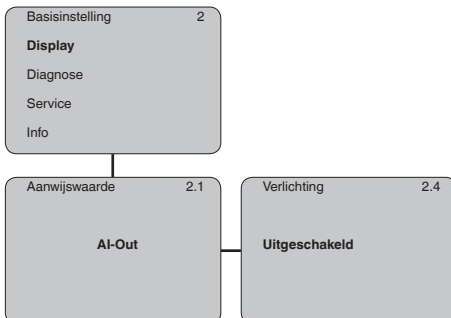 Basisinstelling 2
Display
Diagnose
Service
Info
Aanwijswaarde 2.1
AI-Out
Verlichting 2.4
Uitgeschakeld